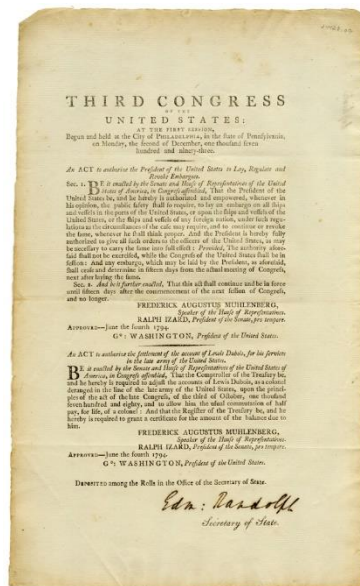 THIRD CONGRESS
OF THE
UNITED STATES:
AT THE FIRST SESSION,
Begun and held at the City of PHILADELPHIA, in the state of Pennsylvania,
on Monday, the second of December, one thousand seven
hundred and ninety-three.
An ACT to authorise the President of the United States to Lay, Regulate and
Revoke Embargoes.
Sec. 1. BE it enacted by the Senate and House of Representatives of the United
States of America, in Congress assembled, That the President of the United
States be, and he hereby is authorised and empowered, whenever in
his opinion, the public safety shall so require, to lay an embargo on all ships
and vessels in the ports of the United States, or upon the ships and vessels of the
United States, or the ships and vessels of any foreign nation, under such regu-
lations as the circumstances of the case may require, and to continue or revoke
the same, whenever he shall think proper. And the President is hereby fully
authorized to give all such orders to the officers of the United States, as may
be necessary to carry the same into full effect: Provided, The authority afore-
said shall not be exercised, while the Congress of the United States shall be in
session: And any embargo, which may be laid by the President, as aforesaid,
shall cease and determine in fifteen days from the actual meeting of Congress,
next after laying the same.
Sec. 2. And be it further enacted, That this act shall continue and be in force
until fifteen days after the commencement of the next session of Congress,
and no longer.
FREDERICK AUGUSTUS MUHLENBERG,
Speaker of the House of Representatives.
RALPH IZARD, President of the Senate, pro tempore.
APPROVED—June the fourth 1794.
Go: WASHINGTON, President of the United States.
An ACT to authorise the settlement of the account of Lewis Dubois, for his services
in the late army of the United States.
BE it enacted by the Senate and House of Representatives of the United States of
America, in Congress assembled, That the Comptroller of the Treasury be,
and he hereby is required to adjust the accounts of Lewis Dubois, as a colonel
deranged in the line of the late army of the United States, upon the princi-
ples of the act of the late Congress, of the third of October, one thousand
seven hundred and eighty, and to allow him the usual commutation of half
pay, for life, of a colonel: And that the Register of the Treasury be, and he
hereby is required to grant a certificate for the amount of the balance due to
him.
FREDERICK AUGUSTUS MUHLENBERG,
Speaker of the House of Representatives.
RALPH IZARD, President of the Senate, pro tempore.
APPROVED—June the fourth 1794.
Go: WASHINGTON, President of the United States.
DEPOSITED among the Rolls in the Office of the Secretary of State.
Edm: Randolph
Secretary of State.